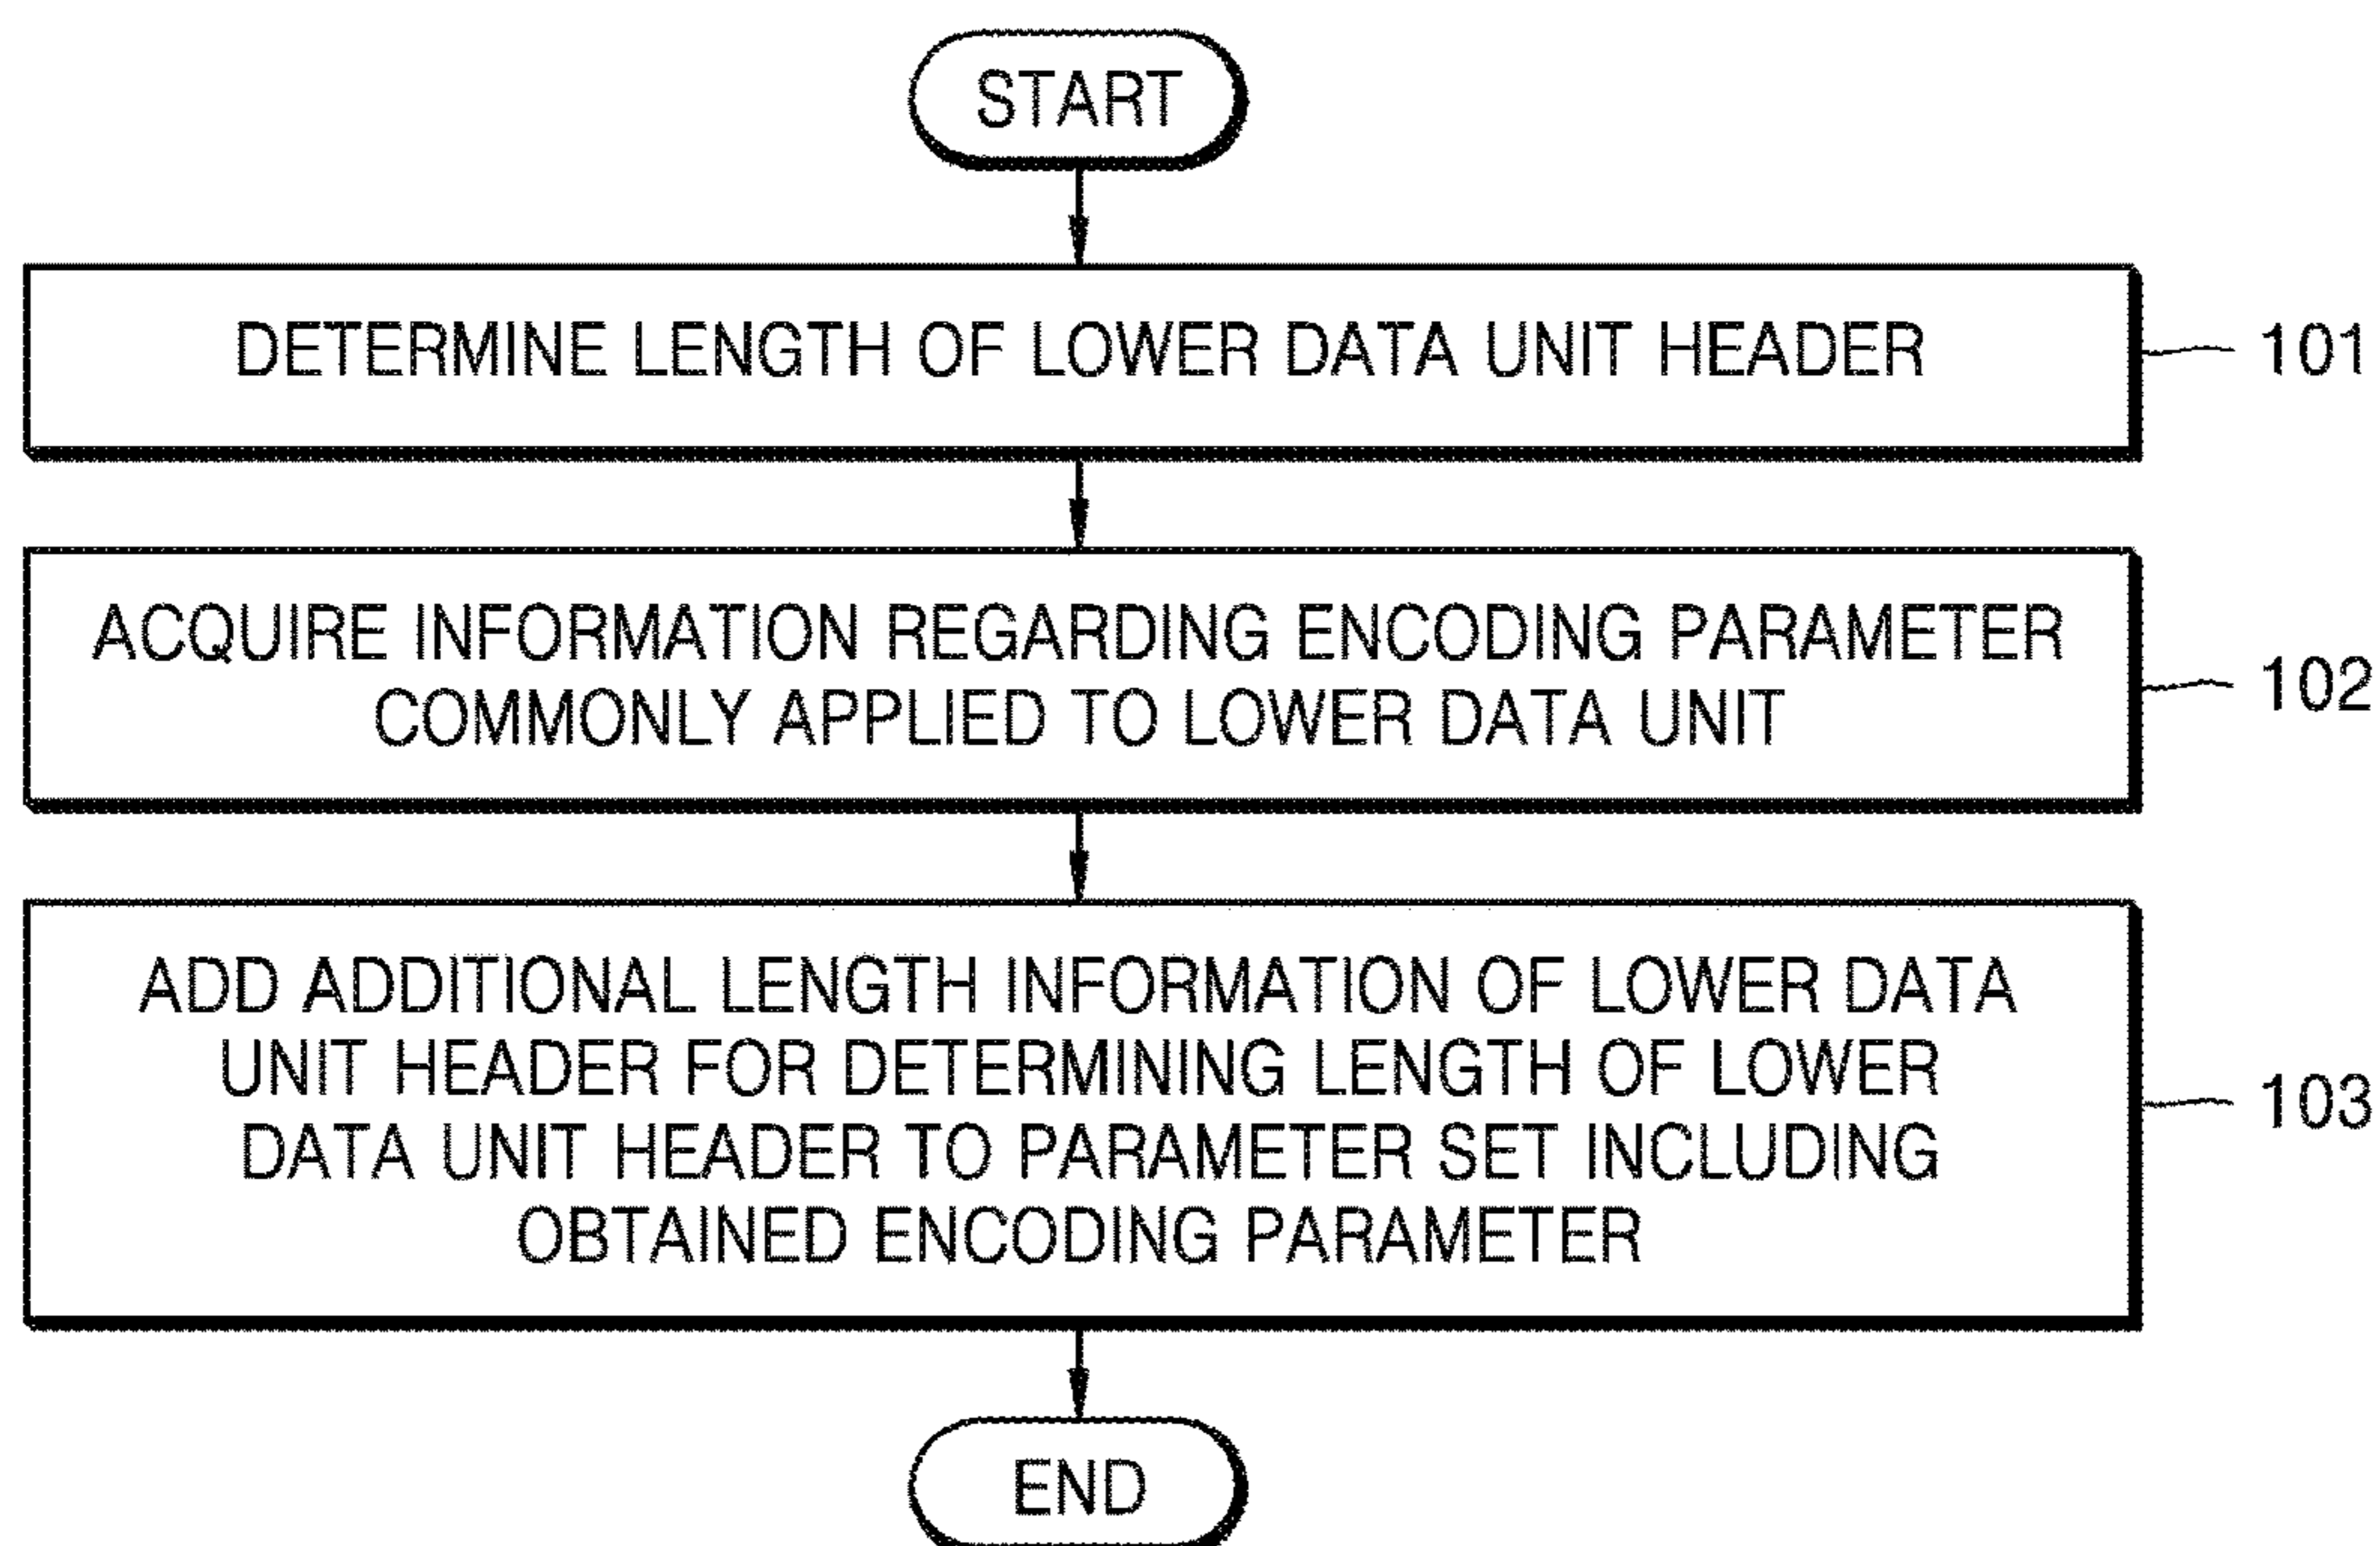 START
DETERMINE LENGTH OF LOWER DATA UNIT HEADER
101
ACQUIRE INFORMATION REGARDING ENCODING PARAMETER
COMMONLY APPLIED TO LOWER DATA UNIT
102
ADD ADDITIONAL LENGTH INFORMATION OF LOWER DATA
UNIT HEADER FOR DETERMINING LENGTH OF LOWER
DATA UNIT HEADER TO PARAMETER SET INCLUDING
OBTAINED ENCODING PARAMETER
103
END